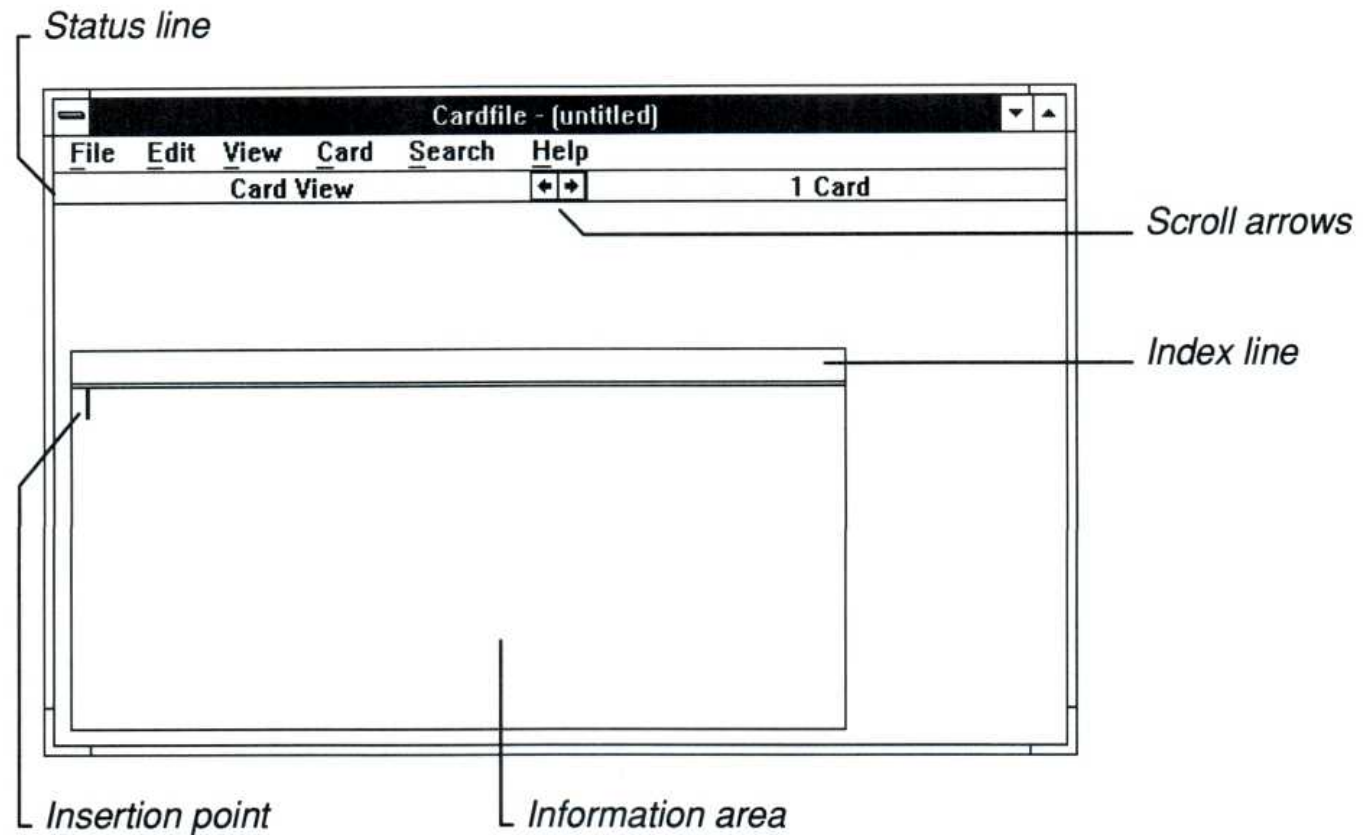 Status line
Cardfile - (untitled)
File Edit View Card Search Help
Card View
1 Card
Scroll arrows
Index line
Insertion point
Information area